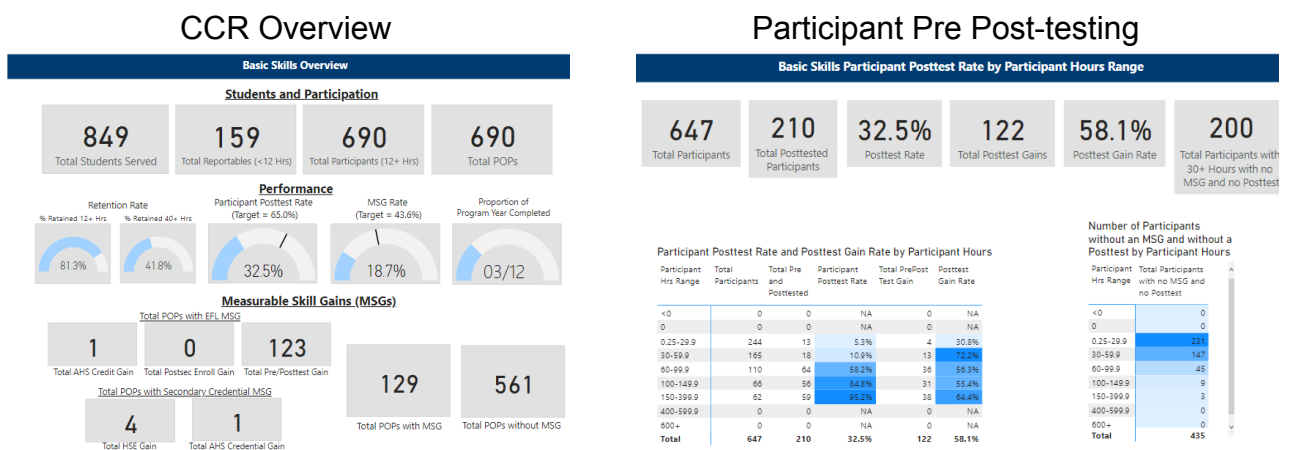 CCR Overview
Basic Skills Overview
Students and Participation
849
Total Students Served
159
Total Reportables (<12 Hrs)
690
Total Participants (12+ Hrs)
690
Total POPs
Performance
Retention Rate
% Retained 12+ Hrs
81.3%
% Retained 40+ Hrs
41.8%
Participant Posttest Rate
(Target = 65.0%)
32.5%
MSG Rate
(Target = 43.6%)
18.7%
Proportion of
Program Year Completed
03/12
Measurable Skill Gains (MSGs)
Total POPs with EFL MSG
1
Total AHS Credit Gain
0
Total Postsec Enroll Gain
123
Total Pre/Posttest Gain
Total POPs with Secondary Credential MSG
4
Total HSE Gain
1
Total AHS Credential Gain
129
Total POPs with MSG
561
Total POPs without MSG
Participant Pre Post-testing
Basic Skills Participant Posttest Rate by Participant Hours Range
647
Total Participants
210
Total Posttested
Participants
32.5%
Posttest Rate
122
Total Posttest Gains
58.1%
Posttest Gain Rate
200
Total Participants with
30+ Hours with no
MSG and no Posttest
Participant Posttest Rate and Posttest Gain Rate by Participant Hours
Participant Total Total Pre Participant Total PrePost Posttest
Hrs Range Participants and Posttest Rate Test Gain Gain Rate
Posttested
<0 0 0 NA 0 NA
0 0 0 NA 0 NA
0.25-29.9 244 13 5.3% 4 30.8%
30-59.9 165 18 10.9% 13 72.2%
60-99.9 110 64 58.2% 36 56.3%
100-149.9 66 56 84.8% 31 55.4%
150-399.9 62 59 95.2% 38 64.4%
400-599.9 0 0 NA 0 NA
600+ 0 0 NA 0 NA
Total 647 210 32.5% 122 58.1%
Number of Participants
without an MSG and without a
Posttest by Participant Hours
Participant Total Participants
Hrs Range with no MSG and
no Posttest
<0 0
0 0
0.25-29.9 231
30-59.9 147
60-99.9 45
100-149.9 9
150-399.9 3
400-599.9 0
600+ 0
Total 435